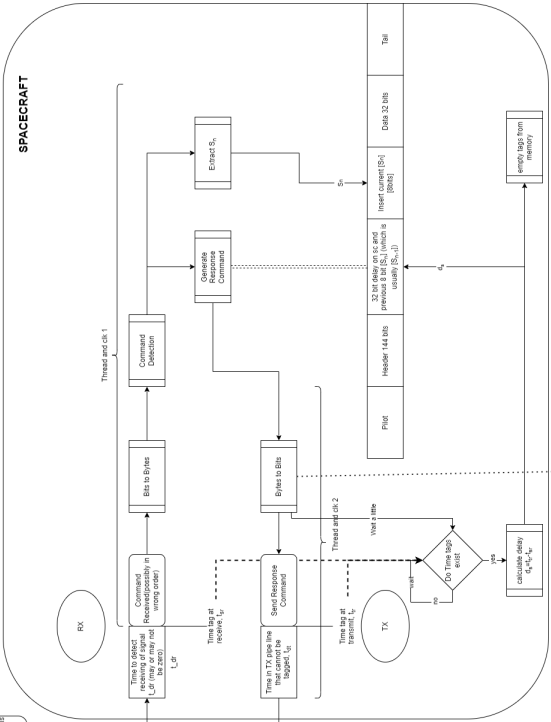 SPACECRAFT
Thread and clk 1
RX
Time to detect
receiving of signal
t_dr (may or may not
be zero)
t_dr
Command
Received(possibly in
wrong order)
Bits to Bytes
Command
Detection
Extract Sn
Generate
Response
Command
Time tag at
receive, tsr
Time in TX pipe line
that cannot be
tagged, tdt
Send Response
Command
Bytes to Bits
Thread and clk 2
Time tag at
transmit, tt
TX
Wait a little
wait
no
Do Time tags
exist
yes
calculate delay
Sn
Pilot
Header 144 bits
32 bit delay on sc and
previous 8 bit [Sn] (which is
usually [Sn-1])
Insert current [Sn]
[8bits]
Data 32 bits
Tail
ds
empty tags from
memory